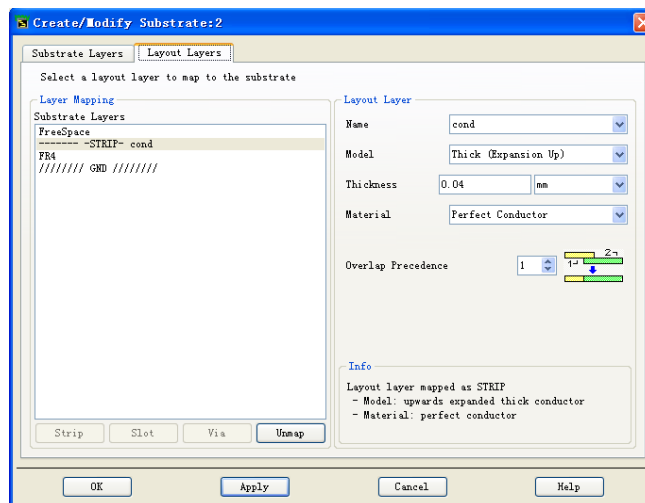 Create/Modify Substrate:2
Substrate Layers
Layout Layers
Select a layout layer to map to the substrate
Layer Mapping
Substrate Layers
FreeSpace
------- -STRIP- cond
FR4
//////// GND ////////
Strip
Slot
Via
Unmap
Layout Layer
Name
cond
Model
Thick (Expansion Up)
Thickness
0.04
mm
Material
Perfect Conductor
Overlap Precedence
1
2
1
Info
Layout layer mapped as STRIP
- Model: upwards expanded thick conductor
- Material: perfect conductor
OK
Apply
Cancel
Help